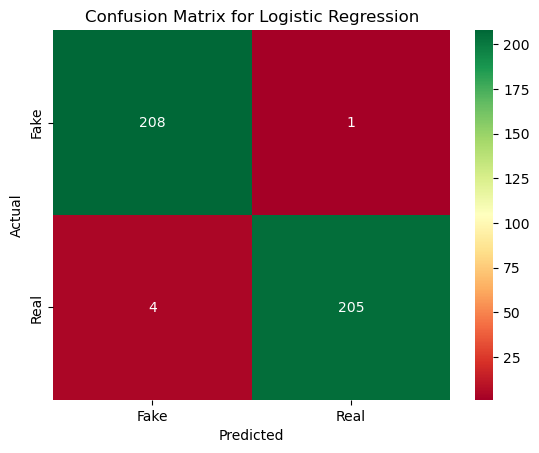 Confusion Matrix for Logistic Regression
Fake
Real
Actual
208
1
4
205
Fake
Real
Predicted
200
175
150
125
100
75
50
25